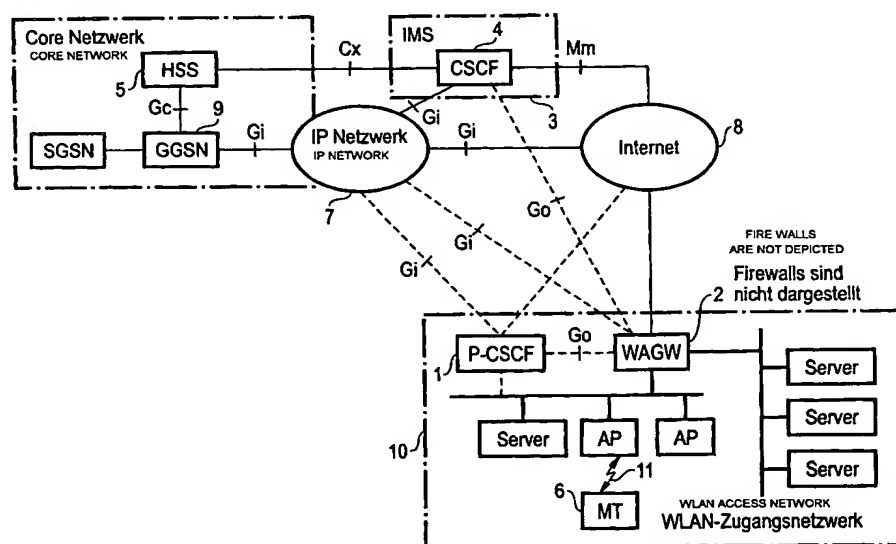 Core Netzwerk
CORE NETWORK
IMS
4
Cx
Mm
HSS
CSCF
5
Gc
9
Gi
3
SGSN
GGSN
Gi
IP Netzwerk
IP NETWORK
Gi
Internet
8
7
Go
Gi
Gi
FIRE WALLS
ARE NOT DEPICTED
Firewalls sind
nicht dargestellt
2
P-CSCF
Go
WAGW
1
Server
Server
AP
AP
Server
10
11
6
MT
Server
WLAN ACCESS NETWORK
WLAN-Zugangsnetzwerk